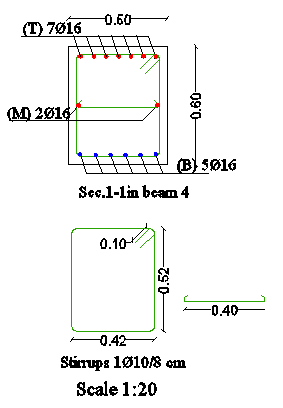 0.50
(T) 7Ø16
0.60
(M) 2Ø16
(B) 5Ø16
Sec.1-1in beam 4
0.10
0.52
0.40
0.42
Stirrups 1Ø10/8 cm
Scale 1:20